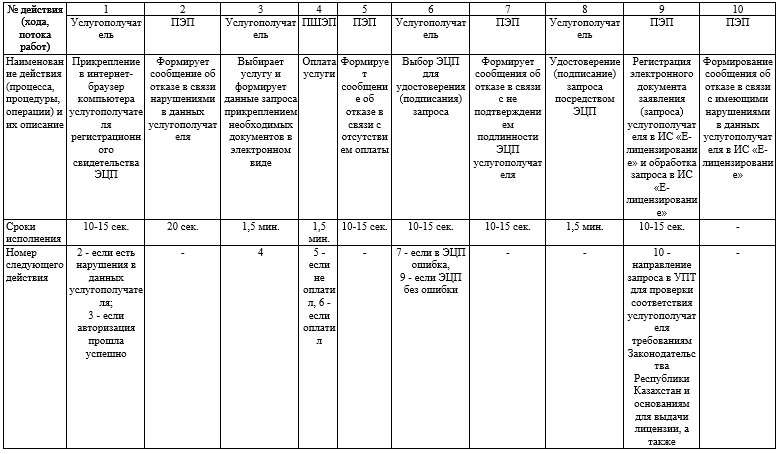 № действия (хода, потока работ) | 1 | 2 | 3 | 4 | 5 | 6 | 7 | 8 | 9 | 10
Услугополучатель | ПЭП | Услугополучатель | ПШЭП | ПЭП | Услугополучатель | ПЭП | Услугополучатель | ПЭП | ПЭП
Наименование действия (процесса, процедуры, операции) и их описание | Прикрепление в интернет-браузер компьютера услугополучателя регистрационного свидетельства ЭЦП | Формирует сообщение об отказе в связи нарушениями в данных услугополучателя | Выбирает услугу и формирует данные запроса прикреплением необходимых документов в электронном виде | Оплата услуги | Формирует сообщение об отказе в связи с отсутствием оплаты | Выбор ЭЦП для удостоверения (подписания) запроса | Формирует сообщения об отказе в связи с не подтверждением подлинности ЭЦП услугополучателя | Удостоверение (подписание) запроса посредством ЭЦП | Регистрация электронного документа заявления (запроса) услугополучателя в ИС «Е-лицензирование» и обработка запроса в ИС «Е-лицензирование» | Формирование сообщения об отказе в связи с имеющими нарушениями в данных услугополучателя в ИС «Е-лицензирование»
Сроки исполнения | 10-15 сек. | 20 сек. | 1,5 мин. | 1,5 мин. | 10-15 сек. | 10-15 сек. | 10-15 сек. | 1,5 мин. | 10-15 сек. | -
Номер следующего действия | 2 - если есть нарушения в данных услугополучателя; 3 - если авторизация прошла успешно | - | 4 | 5 - если не оплатил, 6 - если оплатил | - | 7 - если в ЭЦП ошибка, 9 - если ЭЦП без ошибки | - | - | 10 - направление запроса в УПТ для проверки соответствия услугополучателя требованиям Законодательства Республики Казахстан и основаниям для выдачи лицензии, а также | -